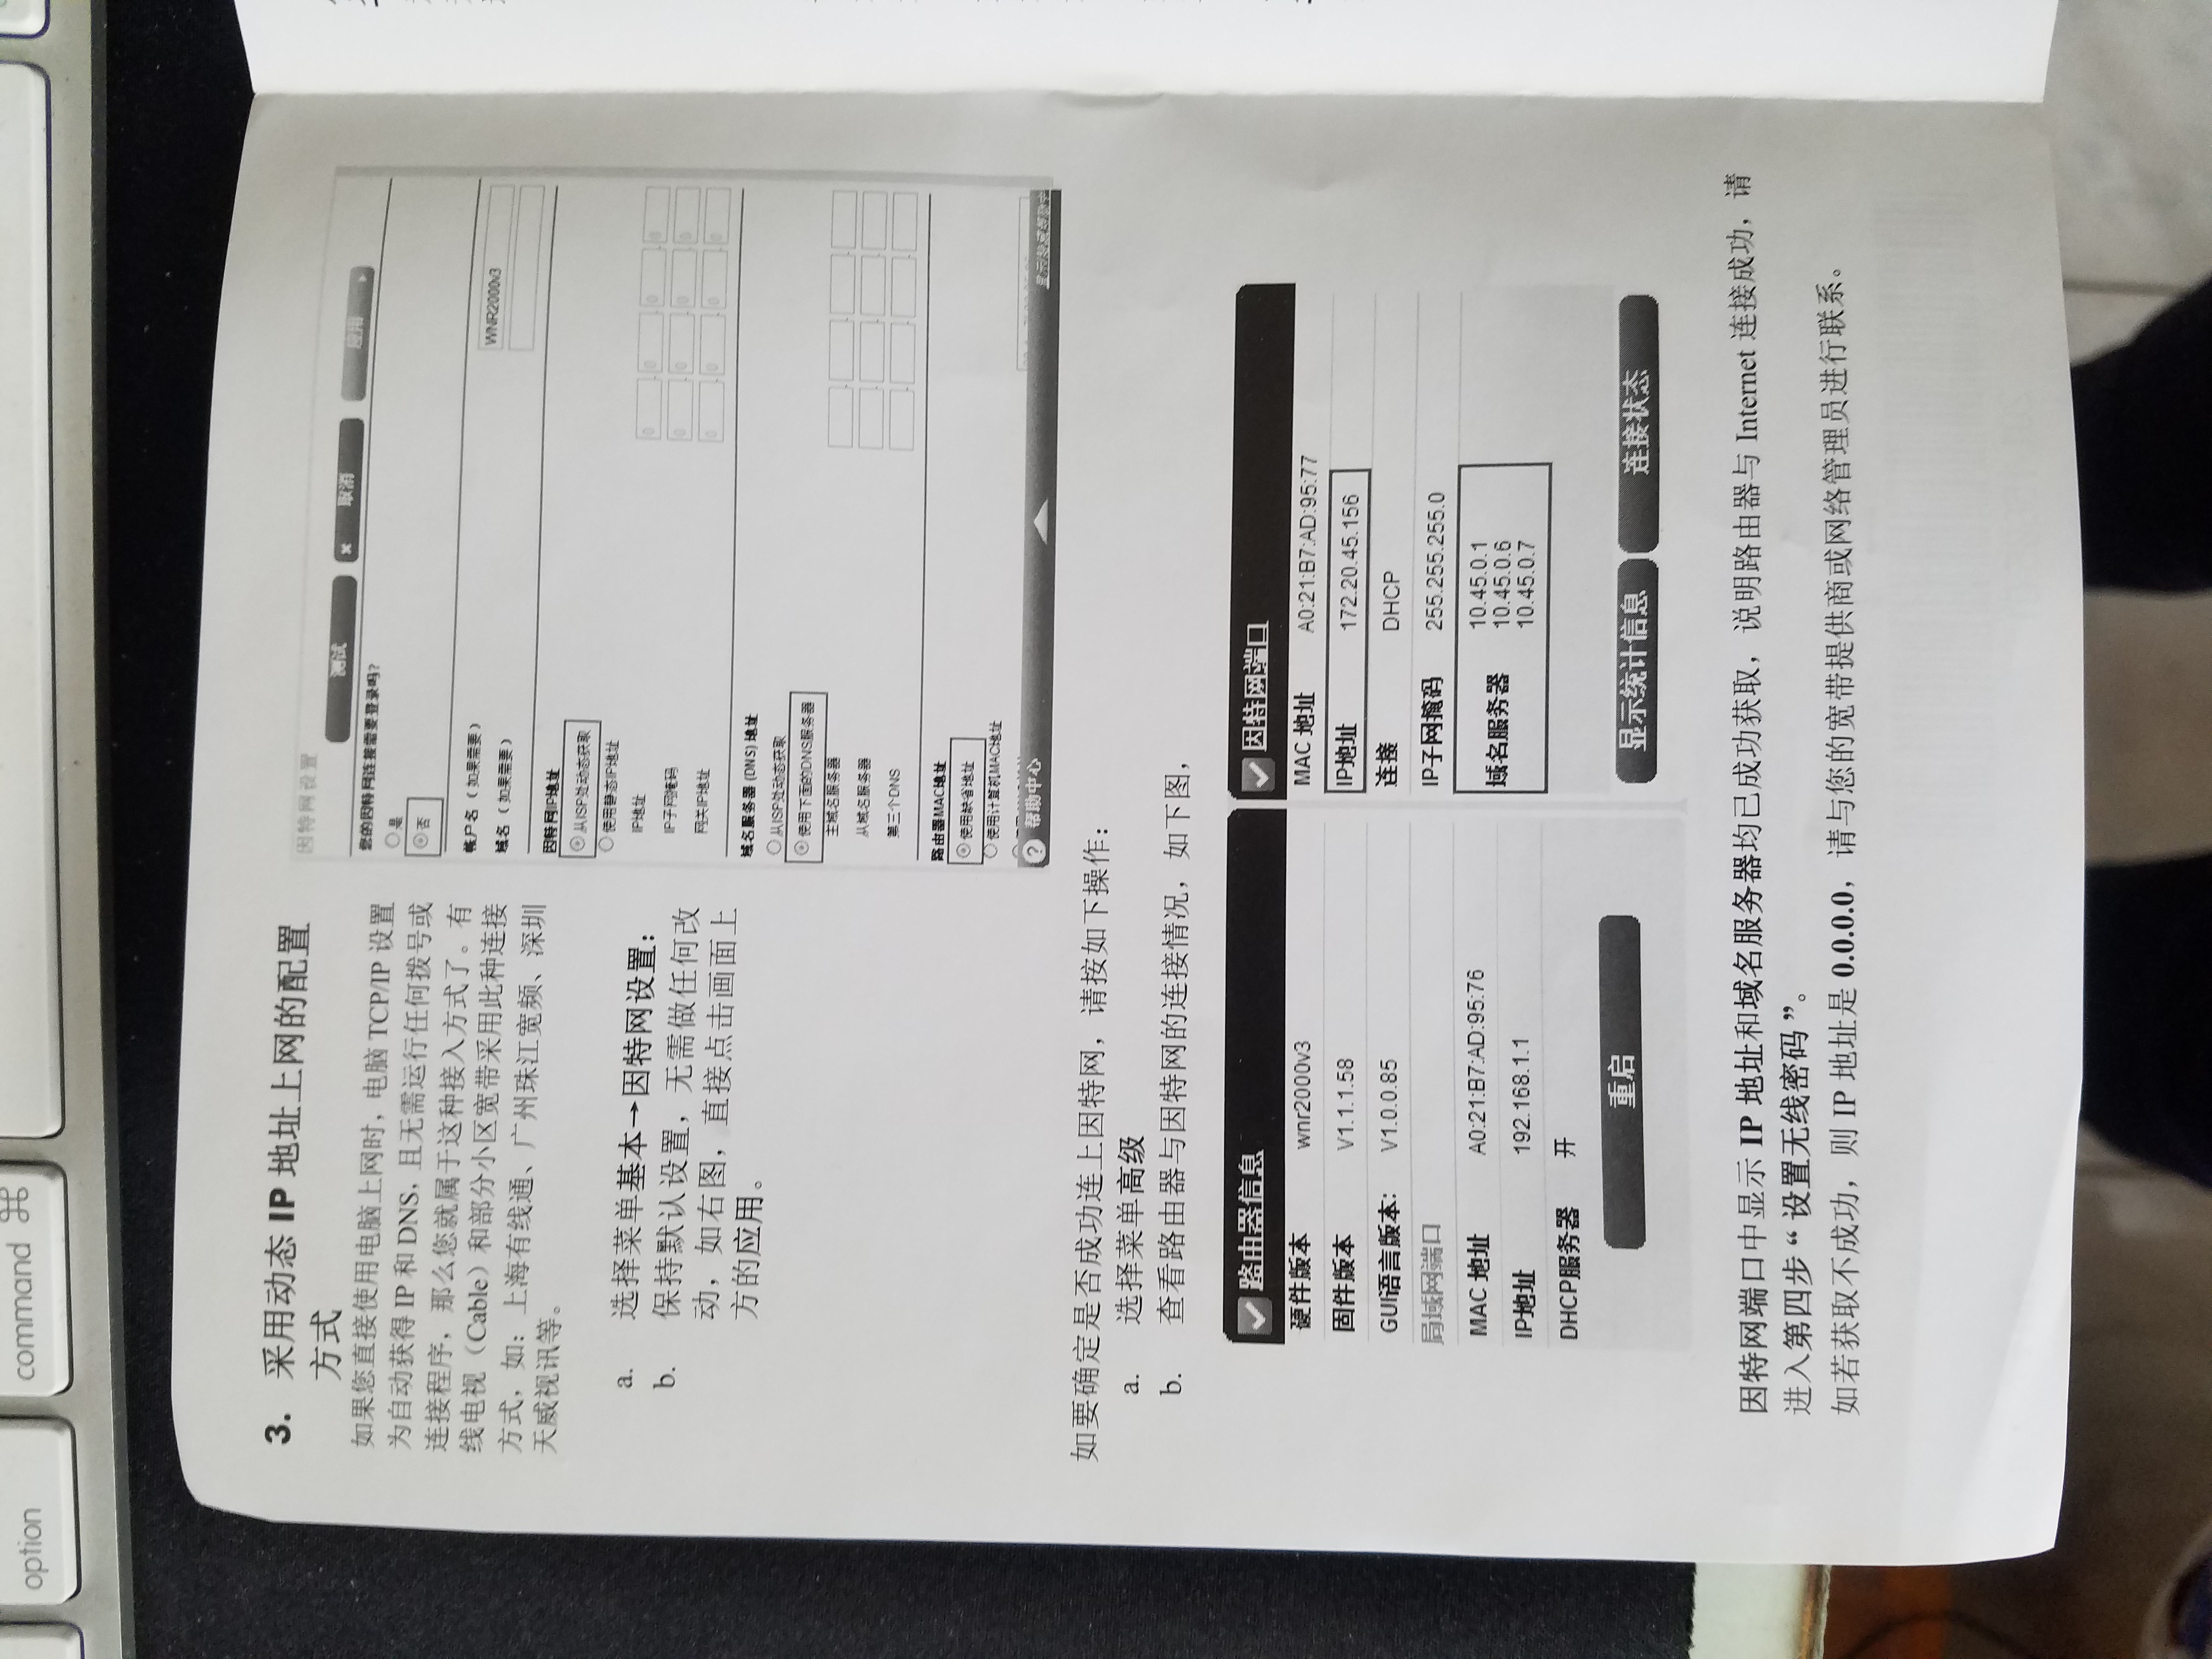 option
command ⌘
3. 采用动态 IP 地址上网的配置
方式
如果您直接使用电脑上网时，电脑 TCP/IP 设置
为自动获得 IP 和 DNS，且无需运行任何拨号或
连接程序，那么您就属于这种接入方式了。有
线电视（Cable）和部分小区宽带采用此种连接
方式，如：上海有线通、广州珠江宽频、深圳
天威视讯等。
a. 选择菜单基本→因特网设置：
b. 保持默认设置，无需做任何改
动，如右图，直接点击画面上
方的应用。
因特网设置
测试
取消
应用
您的因特网连接需要登录吗？
是
否
帐户名（如果需要）
WNR2000v3
域名（如果需要）
因特网IP地址
从ISP处动态获取
使用静态IP地址
IP地址 0 . 0 . 0 . 0
IP子网掩码 0 . 0 . 0 . 0
网关IP地址 0 . 0 . 0 . 0
域名服务器 (DNS) 地址
从ISP处动态获取
使用下面的DNS服务器
主域名服务器
从域名服务器
第三个DNS
路由器MAC地址
使用缺省地址
使用计算机MAC地址
? 帮助中心
如要确定是否成功连上因特网，请按如下操作：
a. 选择菜单高级
b. 查看路由器与因特网的连接情况，如下图，
路由器信息
硬件版本 wnr2000v3
固件版本 V1.1.1.58
GUI语言版本: V1.0.0.85
局域网端口
MAC 地址 A0:21:B7:AD:95:76
IP地址 192.168.1.1
DHCP服务器 开
重启
因特网端口
MAC 地址 A0:21:B7:AD:95:77
IP地址 172.20.45.156
连接 DHCP
IP子网掩码 255.255.255.0
域名服务器
10.45.0.1
10.45.0.6
10.45.0.7
显示统计信息
连接状态
因特网端口中显示 IP 地址和域名服务器均已成功获取，说明路由器与 Internet 连接成功，请
进入第四步“ 设置无线密码 ”。
如若获取不成功，则 IP 地址是 0.0.0.0，请与您的宽带提供商或网络管理员进行联系。